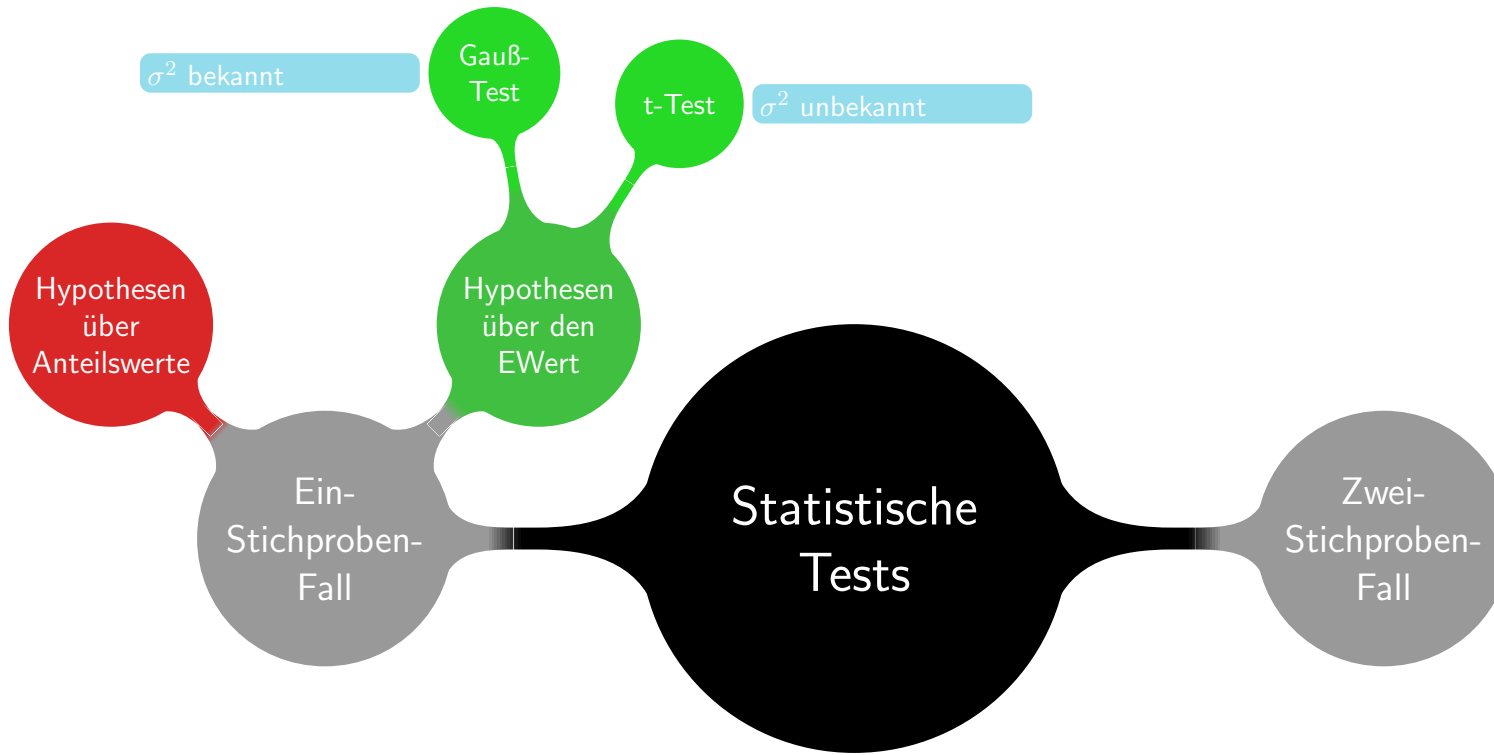 Gauß-
Test
σ² bekannt
t-Test
σ² unbekannt
Hypothesen
über
Anteilswerte
Hypothesen
über den
EWert
Ein-
Stichproben-
Fall
Statistische
Tests
Zwei-
Stichproben-
Fall